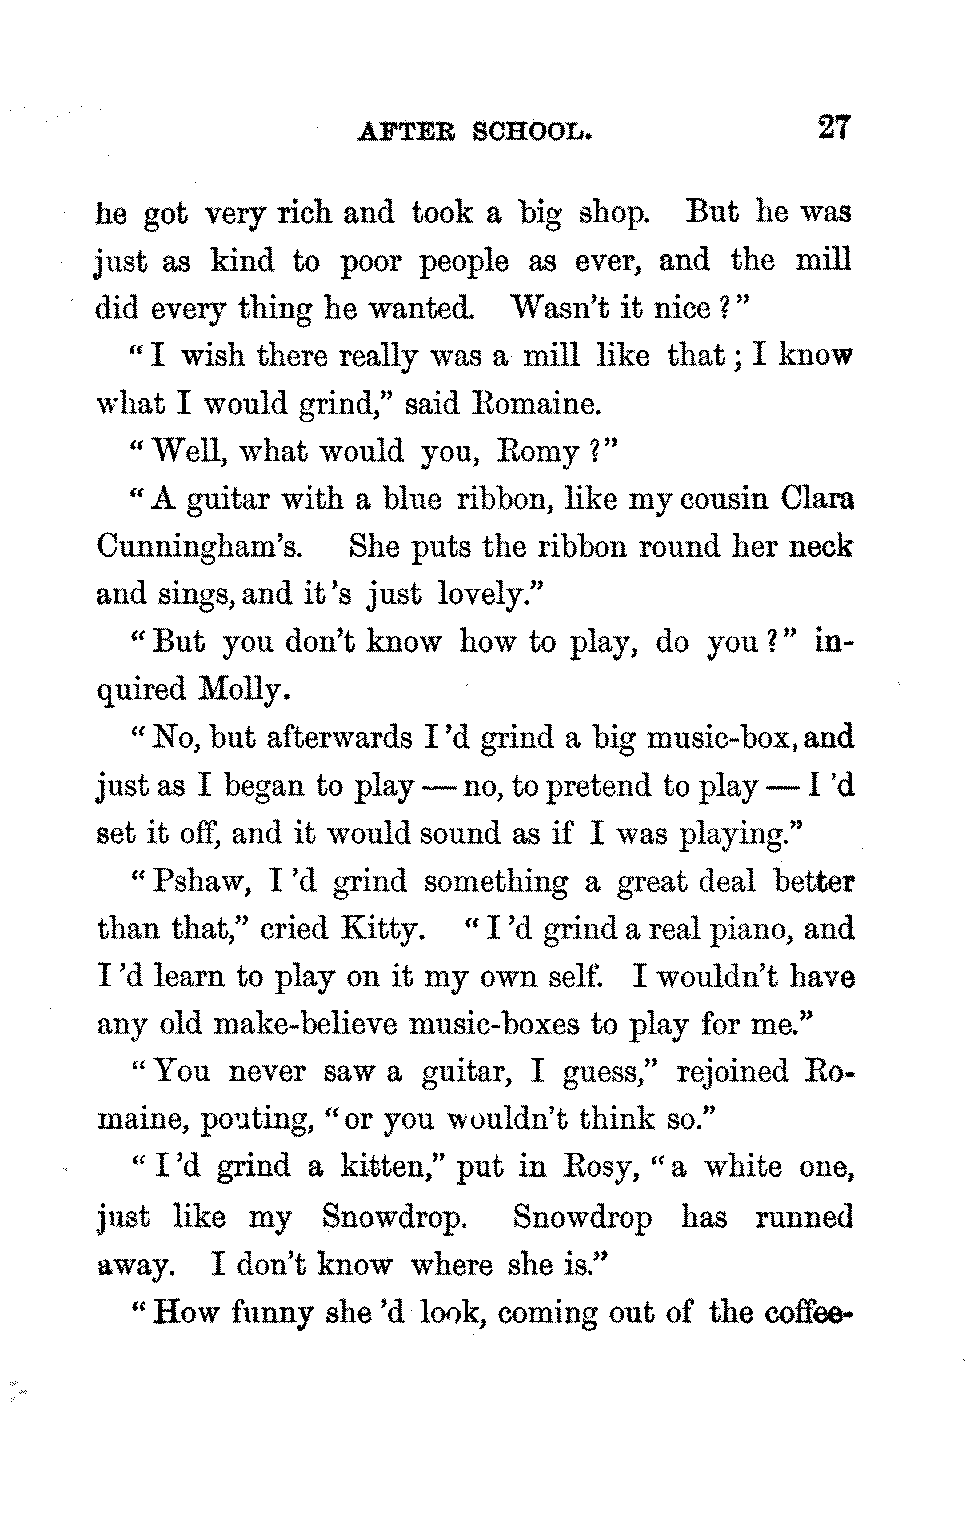 AFTER SCHOOL. 27
he got very rich and took a big shop. But he was
just as kind to poor people as ever, and the mill
did every thing he wanted. Wasn't it nice?"
"I wish there really was a mill like that; I know
what I would grind," said Romaine.
"Well, what would you, Romy?"
"A guitar with a blue ribbon, like my cousin Clara
Cunningham's. She puts the ribbon round her neck
and sings, and it's just lovely."
"But you don't know how to play, do you?" in-
quired Molly.
"No, but afterwards I'd grind a big music-box, and
just as I began to play — no, to pretend to play — I'd
set it off, and it would sound as if I was playing."
"Pshaw, I'd grind something a great deal better
than that," cried Kitty. "I'd grind a real piano, and
I'd learn to play on it my own self. I wouldn't have
any old make-believe music-boxes to play for me."
"You never saw a guitar, I guess," rejoined Ro-
maine, pouting, "or you wouldn't think so."
"I'd grind a kitten," put in Rosy, "a white one,
just like my Snowdrop. Snowdrop has runned
away. I don't know where she is."
"How funny she'd look, coming out of the coffee-